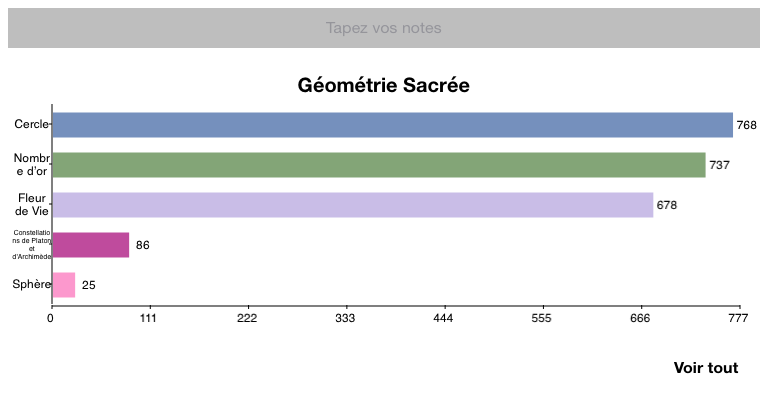 Tapez vos notes
Géométrie Sacrée
Cercle
768
Nombr
e d'or
737
Fleur
de Vie
678
Constellatio
ns de Platon
et
d'Archimède
86
Sphère
25
0 111 222 333 444 555 666 777
Voir tout